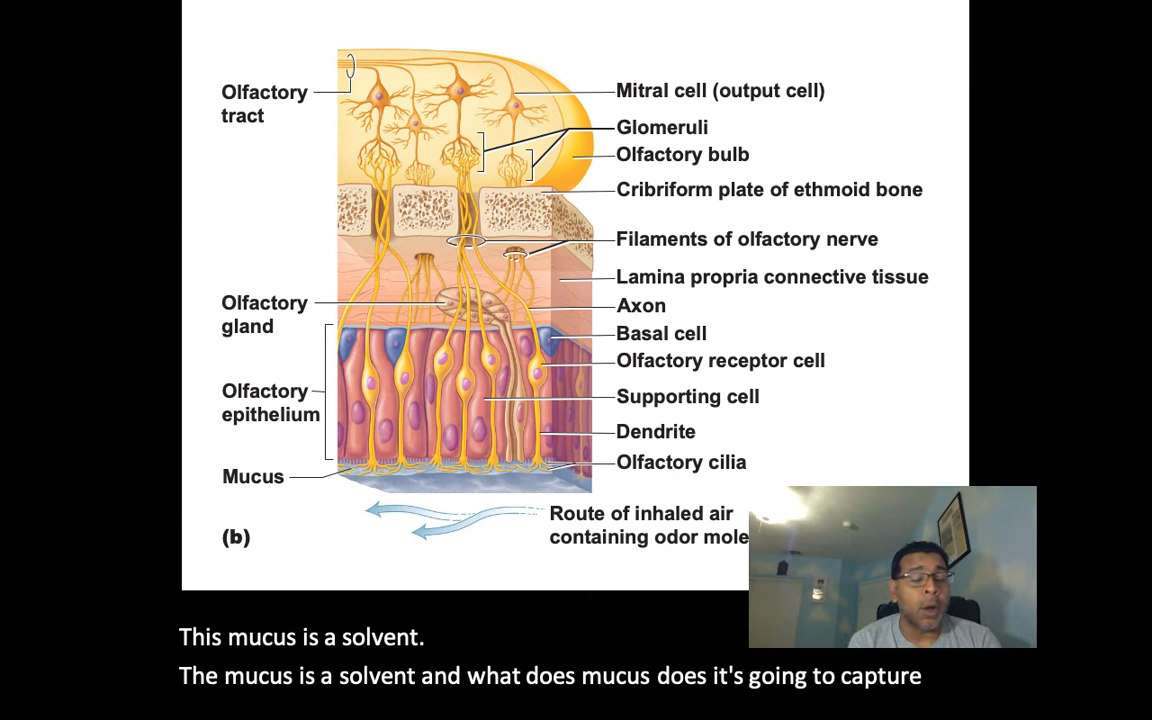 Olfactory
tract
Mitral cell (output cell)
Glomeruli
Olfactory bulb
Cribriform plate of ethmoid bone
Filaments of olfactory nerve
Lamina propria connective tissue
Olfactory
gland
Axon
Basal cell
Olfactory receptor cell
Olfactory
epithelium
Supporting cell
Dendrite
Olfactory cilia
Mucus
Route of inhaled air
containing odor mole
(b)
This mucus is a solvent.
The mucus is a solvent and what does mucus does it's going to capture